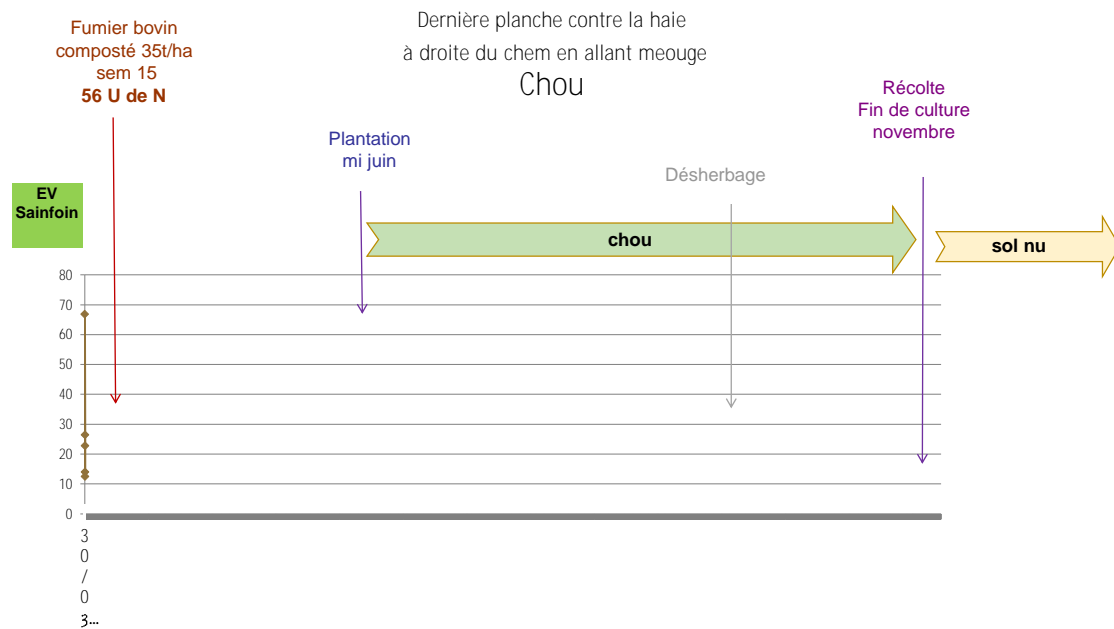 Dernière planche contre la haie
à droite du chem en allant meouge
Chou
Fumier bovin
composté 35t/ha
sem 15
56 U de N
Plantation
mi juin
Désherbage
Récolte
Fin de culture
novembre
EV
Sainfoin
chou
sol nu
80
70
60
50
40
30
20
10
0
3
0
/
0
3...